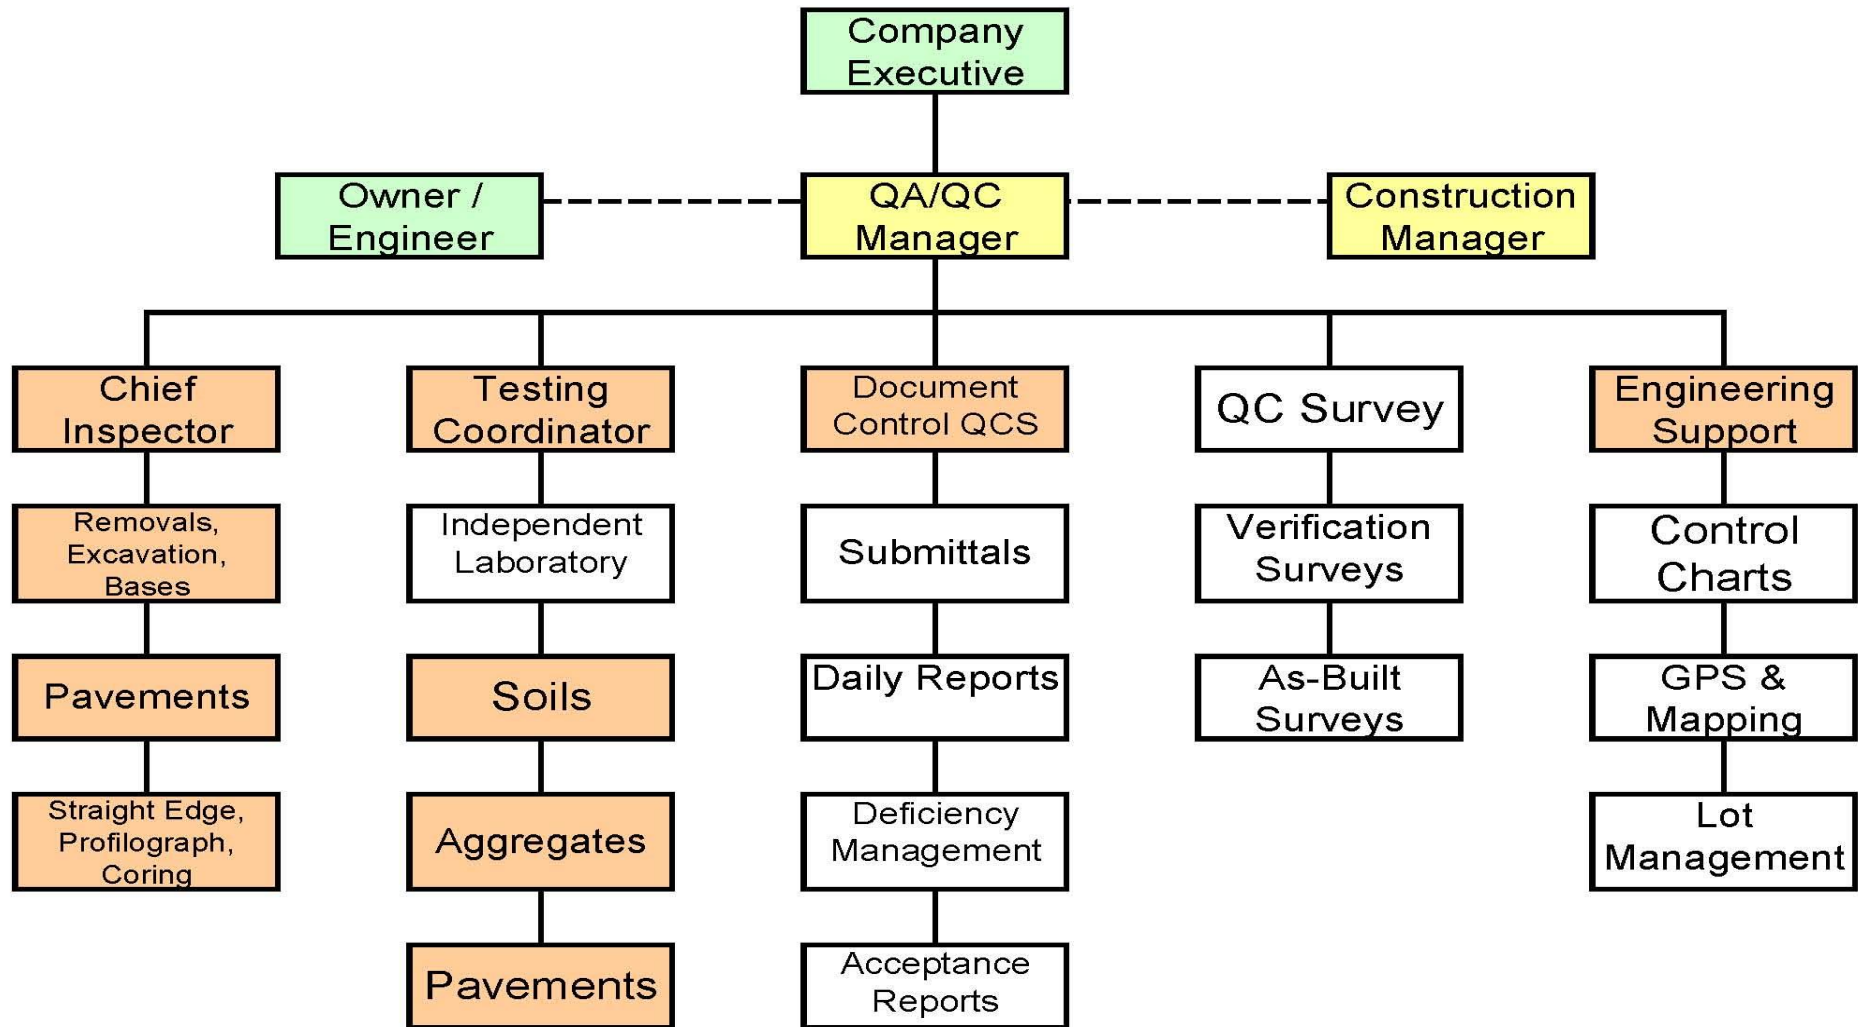 Company
Executive
Owner /
Engineer
QA/QC
Manager
Construction
Manager
Chief
Inspector
Testing
Coordinator
Document
Control QCS
QC Survey
Engineering
Support
Removals,
Excavation,
Bases
Independent
Laboratory
Submittals
Verification
Surveys
Control
Charts
Pavements
Soils
Daily Reports
As-Built
Surveys
GPS &
Mapping
Straight Edge,
Profilograph,
Coring
Aggregates
Deficiency
Management
Lot
Management
Pavements
Acceptance
Reports